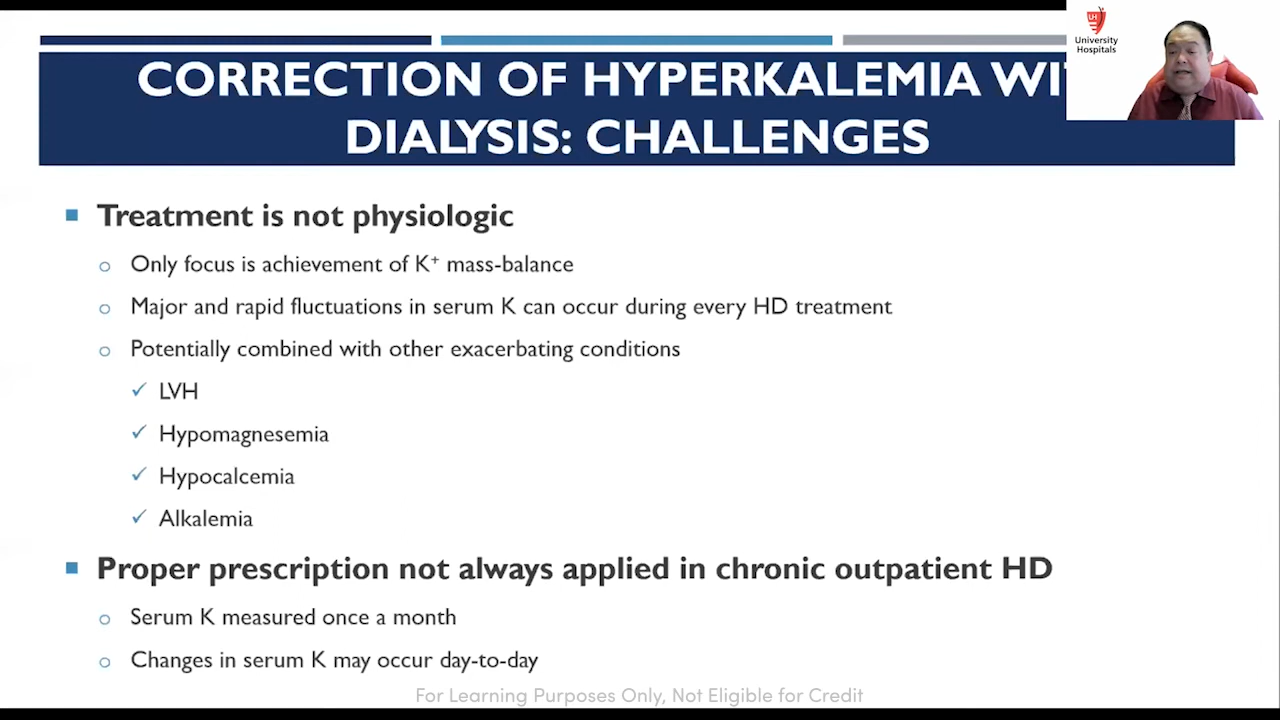 CORRECTION OF HYPERKALEMIA
DIALYSIS: CHALLENGES
University
Hospitals
Treatment is not physiologic
Only focus is achievement of K⁺ mass-balance
Major and rapid fluctuations in serum K can occur during every HD treatment
Potentially combined with other exacerbating conditions
LVH
Hypomagnesemia
Hypocalcemia
Alkalemia
Proper prescription not always applied in chronic outpatient HD
Serum K measured once a month
Changes in serum K may occur day-to-day
For Learning Purposes Only, Not Eligible for Credit